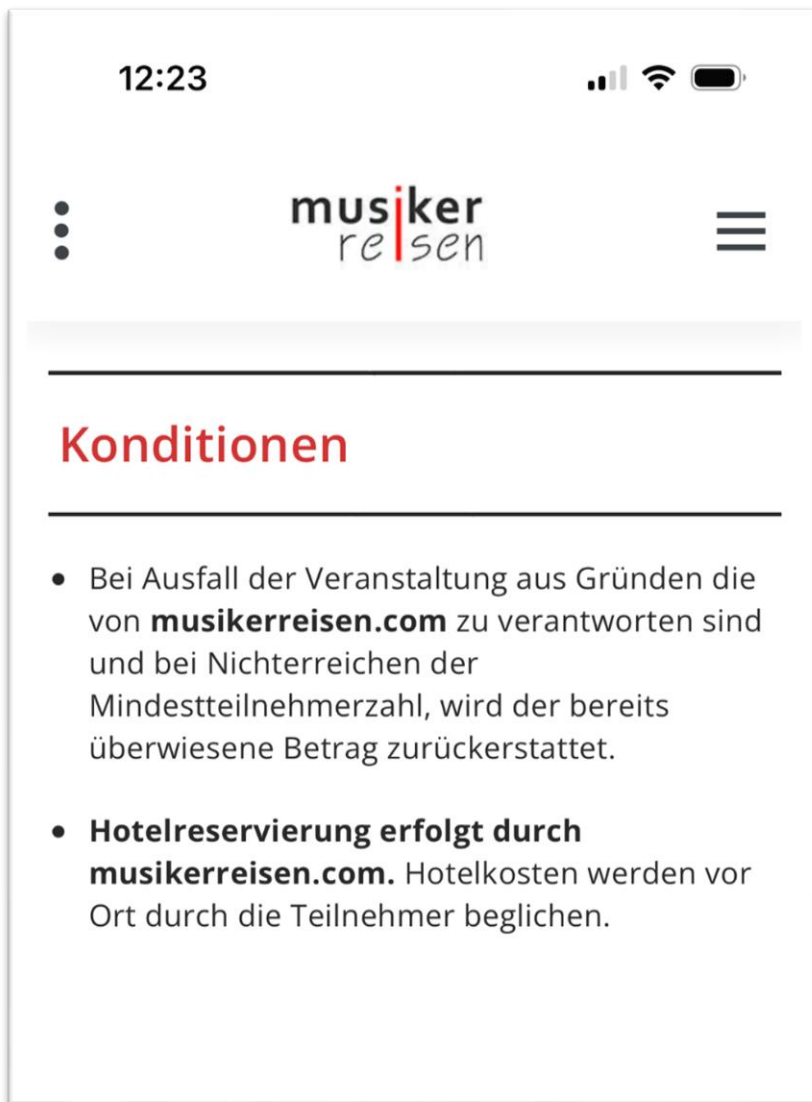 12:23
musiker
reisen
Konditionen
• Bei Ausfall der Veranstaltung aus Gründen die
von musikerreisen.com zu verantworten sind
und bei Nichterreichen der
Mindestteilnehmerzahl, wird der bereits
überwiesene Betrag zurückerstattet.
• Hotelreservierung erfolgt durch
musikerreisen.com. Hotelkosten werden vor
Ort durch die Teilnehmer beglichen.